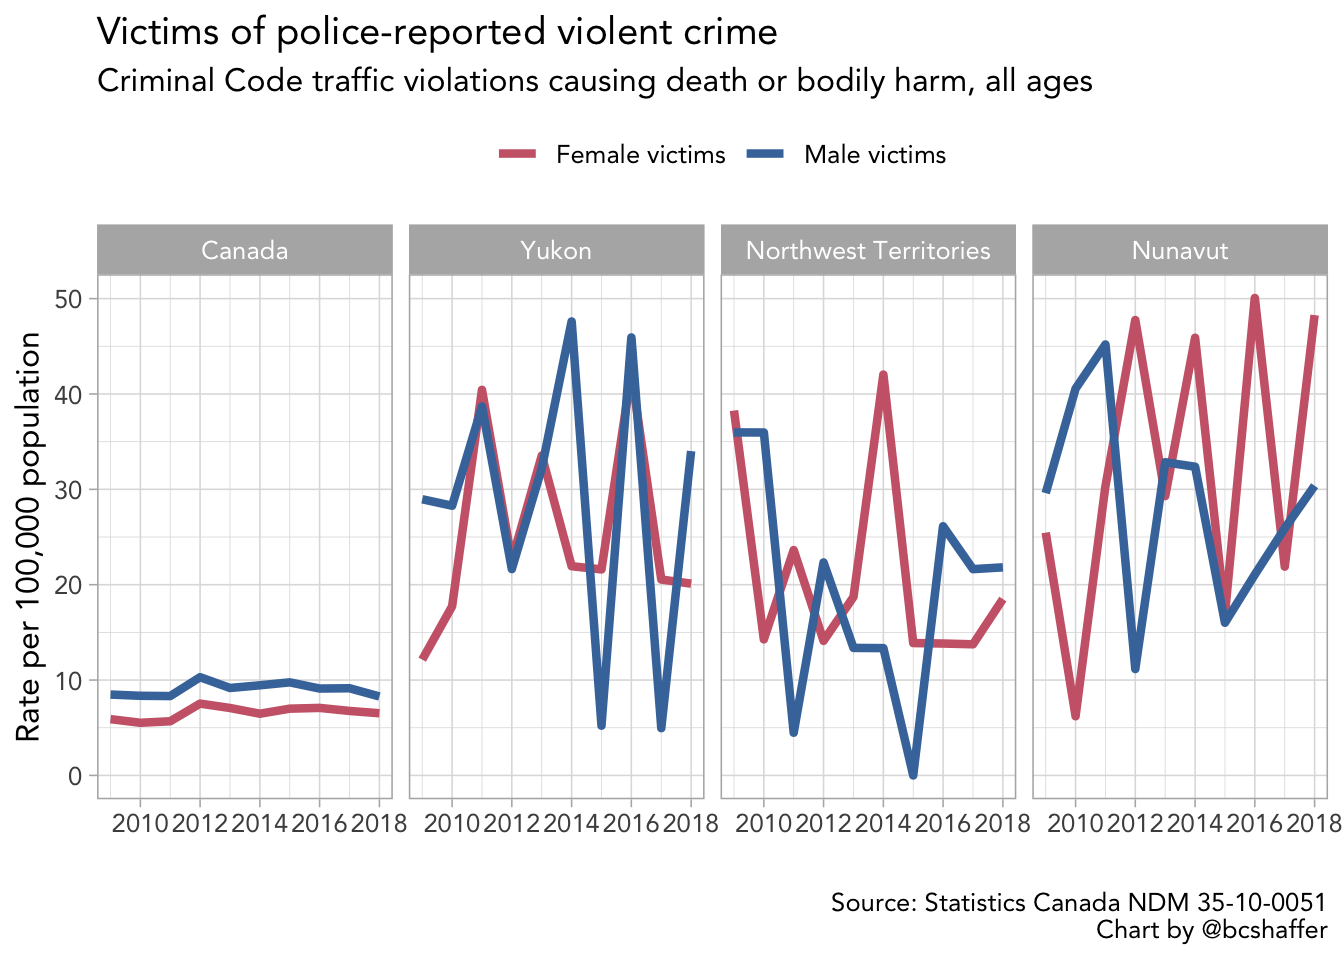 Victims of police-reported violent crime
Criminal Code traffic violations causing death or bodily harm, all ages
Female victims Male victims
Canada Yukon Northwest Territories Nunavut
Rate per 100,000 population
50
40
30
20
10
0
2010 2012 2014 2016 2018 2010 2012 2014 2016 2018 2010 2012 2014 2016 2018 2010 2012 2014 2016 2018
Source: Statistics Canada NDM 35-10-0051
Chart by @bcshaffer